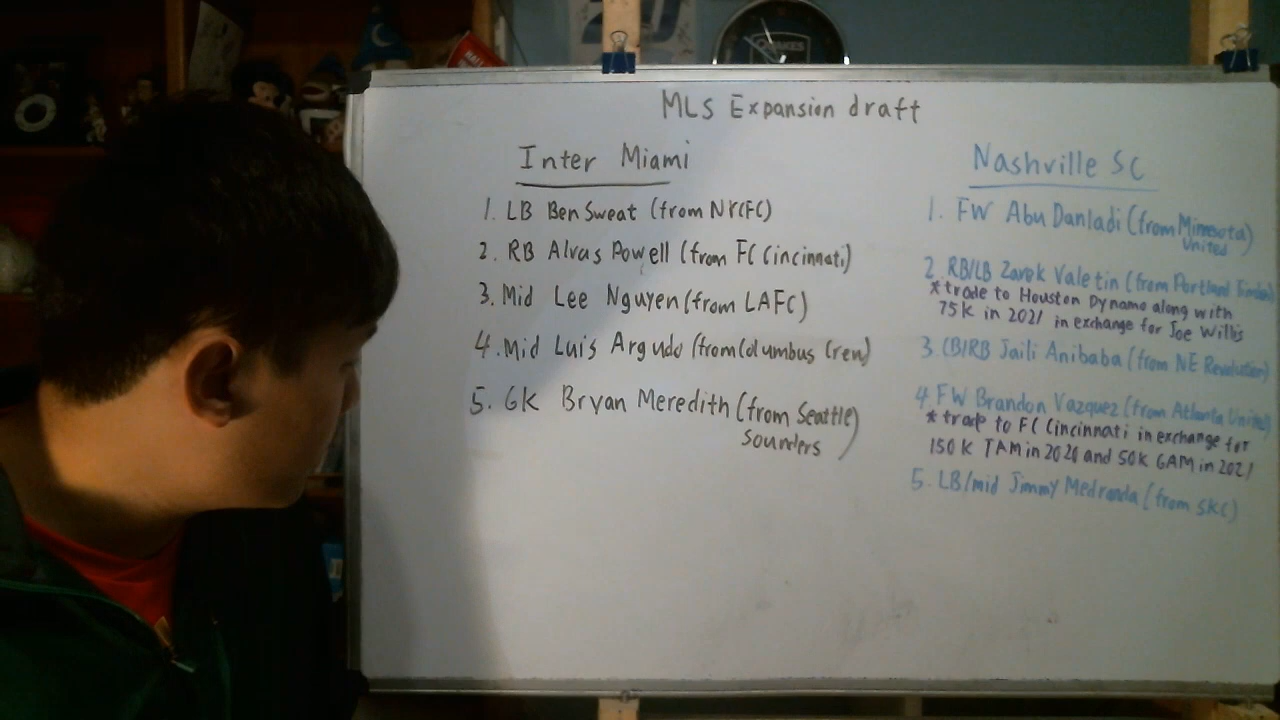 MLS Expansion draft
Inter Miami
1. LB Ben Sweat (from NYCFC)
2. RB Alvas Powell (from FC Cincinnati)
3. Mid Lee Nguyen (from LAFC)
4. Mid Luis Argudo (from Columbus Crew)
5. GK Bryan Meredith (from Seattle
Sounders)
Nashville SC
1. FW Abu Danladi (from Minnesota
United)
2. RB/LB Zarek Valetin (from Portland Timbers)
* trade to Houston Dynamo along with
75K in 2021 in exchange for Joe Willis
3. CB/RB Jaili Anibaba (from NE Revolution)
4. FW Brandon Vazquez (from Atlanta United)
* trade to FC Cincinnati in exchange for
150K TAM in 2020 and 50K GAM in 2021
5. LB/mid Jimmy Medranda (from SKC)
QUAKES